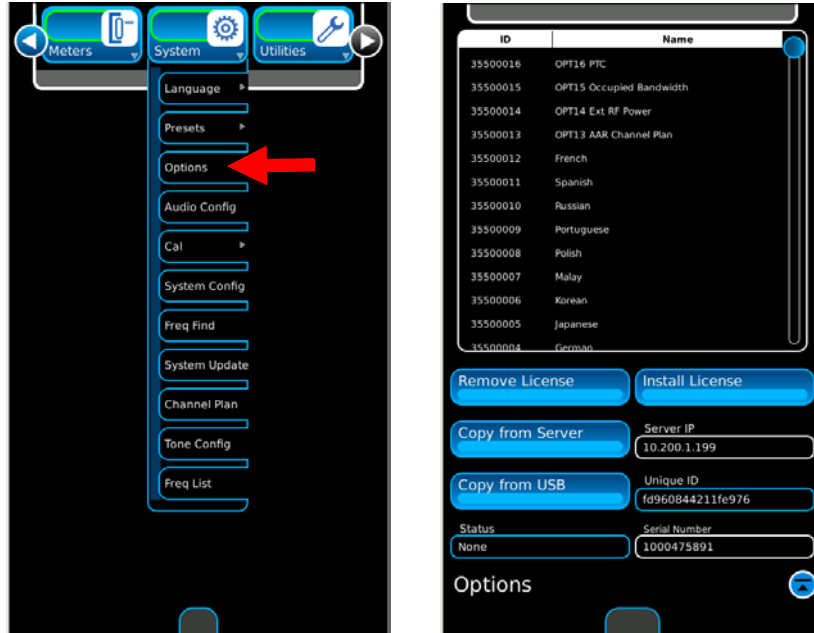 Meters System Utilities
Language
Presets
Options
Audio Config
Cal
System Config
Freq Find
System Update
Channel Plan
Tone Config
Freq List
ID Name
35500016 OPT16 PTC
35500015 OPT15 Occupied Bandwidth
35500014 OPT14 Ext RF Power
35500013 OPT13 AAR Channel Plan
35500012 French
35500011 Spanish
35500010 Russian
35500009 Portuguese
35500008 Polish
35500007 Malay
35500006 Korean
35500005 Japanese
35500004 German
Remove License Install License
Copy from Server Server IP
10.200.1.199
Copy from USB Unique ID
fd960844211fe976
Status Serial Number
None 1000475891
Options